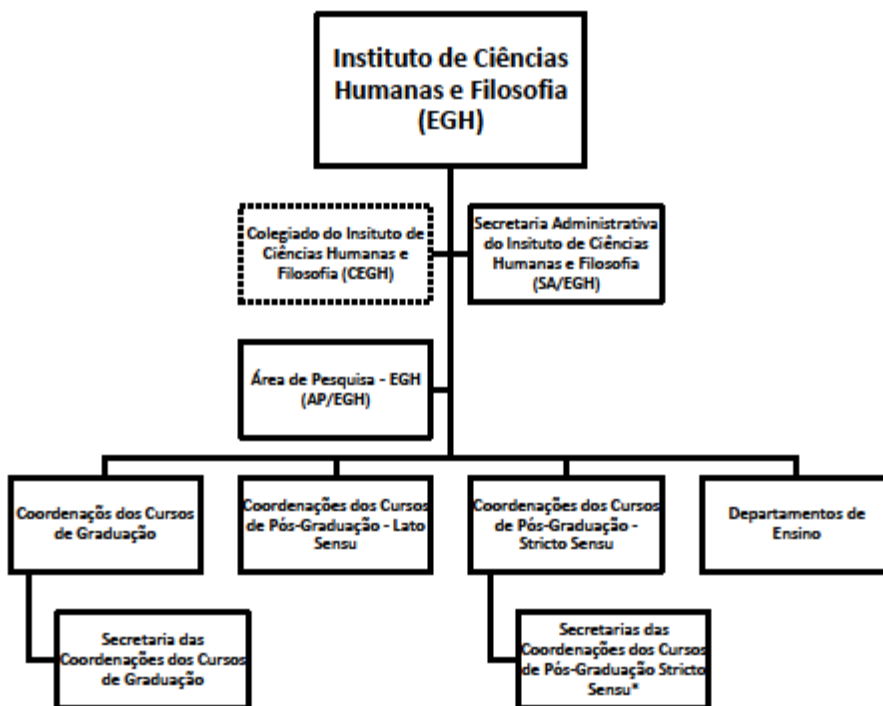 Instituto de Ciências
Humanas e Filosofia
(EGH)
Colegiado do Insituto de
Ciências Humanas e
Filosofia (CEGH)
Secretaria Administrativa
do Insituto de Ciências
Humanas e Filosofia
(SA/EGH)
Área de Pesquisa - EGH
(AP/EGH)
Coordenaçõs dos Cursos
de Graduação
Coordenações dos Cursos
de Pós-Graduação - Lato
Sensu
Coordenações dos Cursos
de Pós-Graduação -
Stricto Sensu
Departamentos de
Ensino
Secretaria das
Coordenações dos Cursos
de Graduação
Secretarias das
Coordenações dos Cursos
de Pós-Graduação Stricto
Sensu*